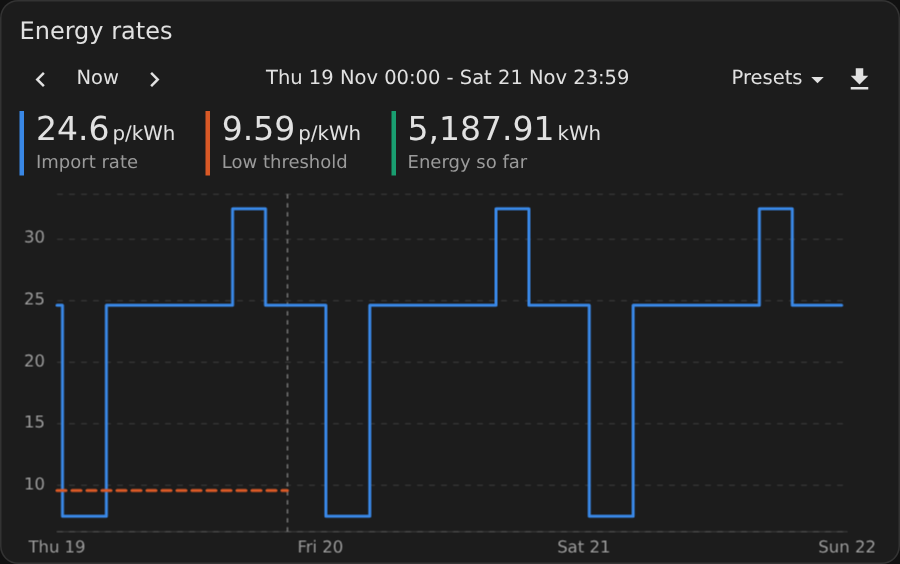 Energy rates
Now
Thu 19 Nov 00:00 - Sat 21 Nov 23:59
Presets
24.6 p/kWh
Import rate
9.59 p/kWh
Low threshold
5,187.91 kWh
Energy so far
30
25
20
15
10
Thu 19
Fri 20
Sat 21
Sun 22